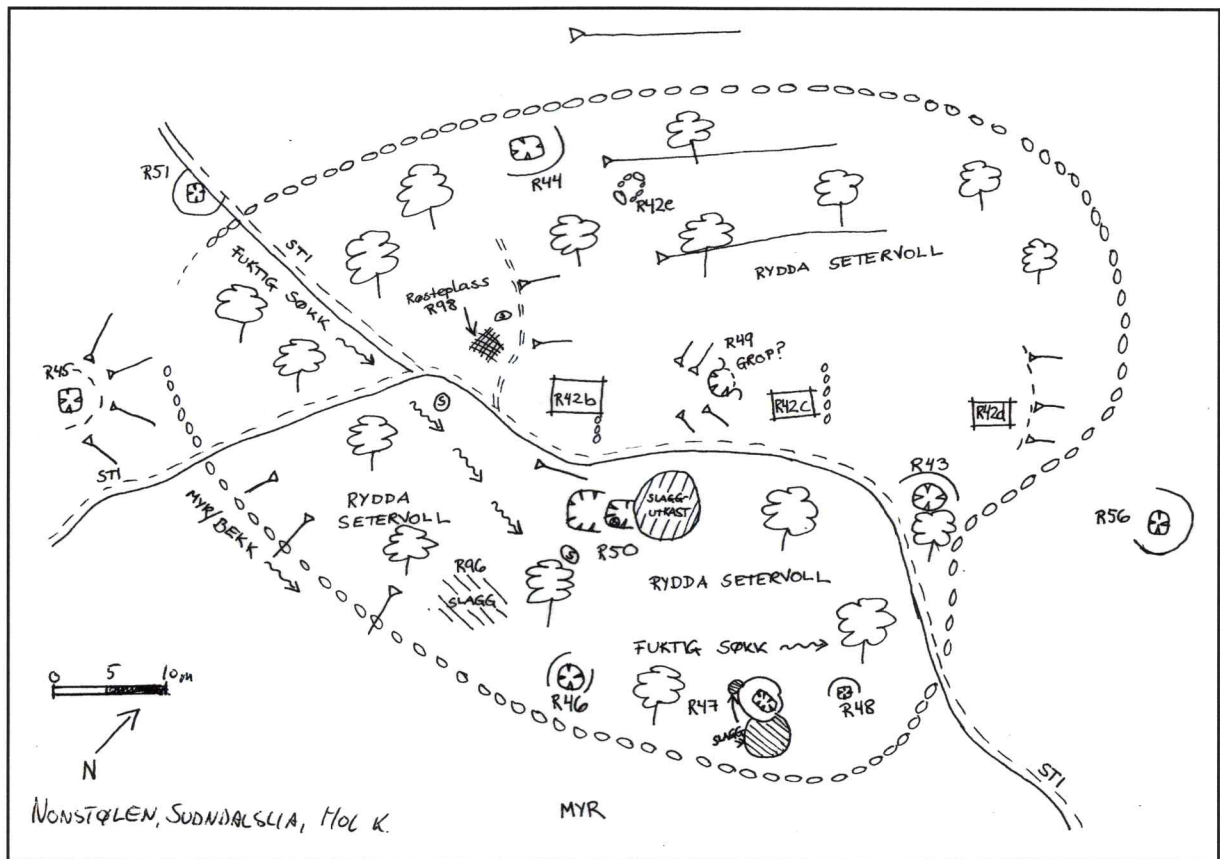 R51
R44
R42e
STI
FUKTIG SØKK
RYDDA SETERVOLL
Røsteplass
R98
S
R49
GROP?
R45
R42b
R42c
R42d
S
STI
R43
MYR/BEKK
RYDDA
SETERVOLL
SLAGG-
UTKAST
S
R50
R56
S
R96
SLAGG
RYDDA SETERVOLL
FUKTIG SØKK
R46
R47
R48
SLAGG
0 5 10m
N
STI
MYR
NONSTØLEN, SUDNDALSLIA, HOL K.